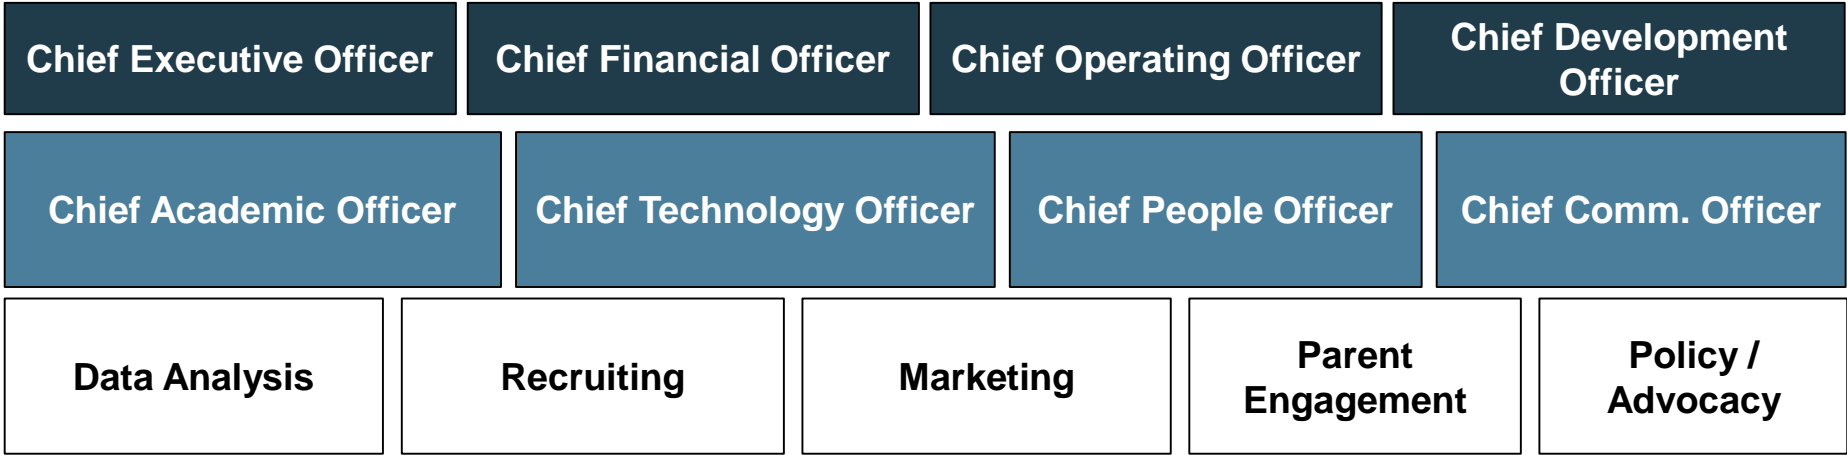 Chief Executive Officer
Chief Financial Officer
Chief Operating Officer
Chief Development
Officer
Chief Academic Officer
Chief Technology Officer
Chief People Officer
Chief Comm. Officer
Data Analysis
Recruiting
Marketing
Parent
Engagement
Policy /
Advocacy